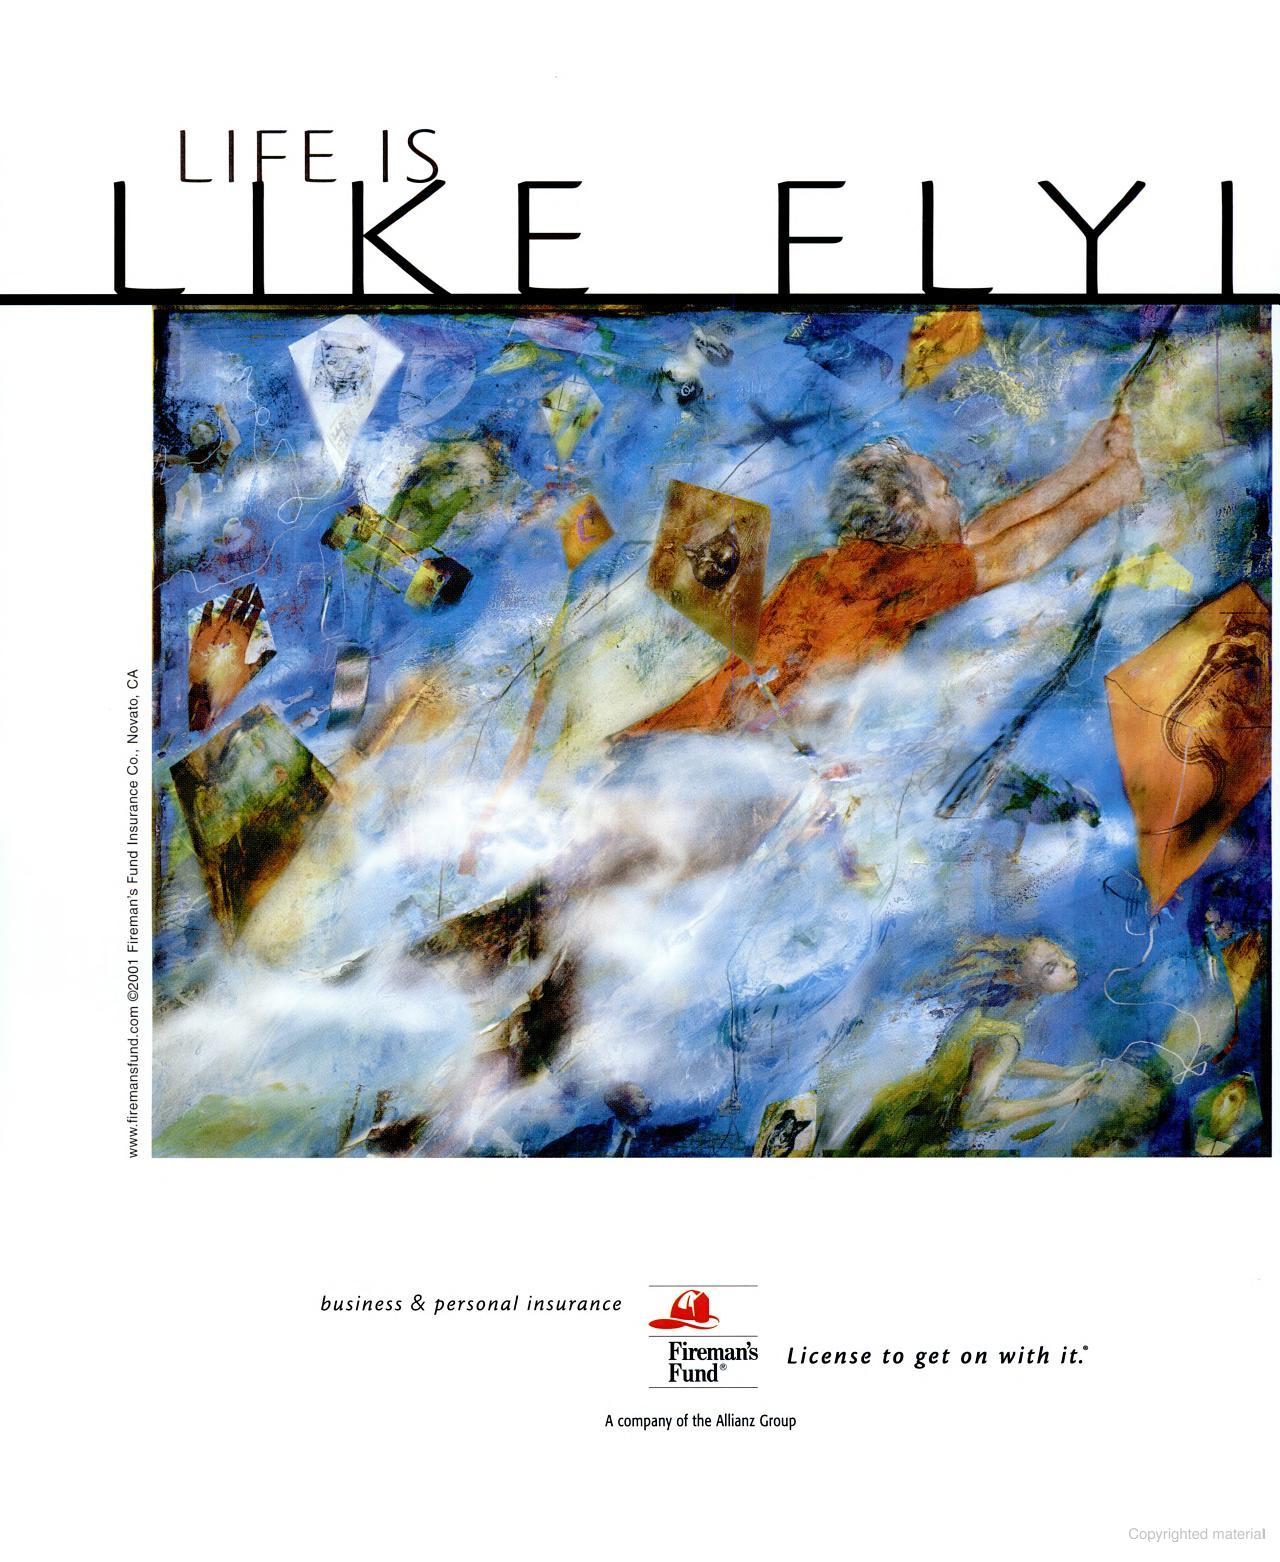 LIFE IS
LIKE FLYI
www.firemansfund.com ©2001 Fireman's Fund Insurance Co., Novato, CA
business & personal insurance
Fireman's
Fund®
License to get on with it.®
A company of the Allianz Group
Copyrighted material